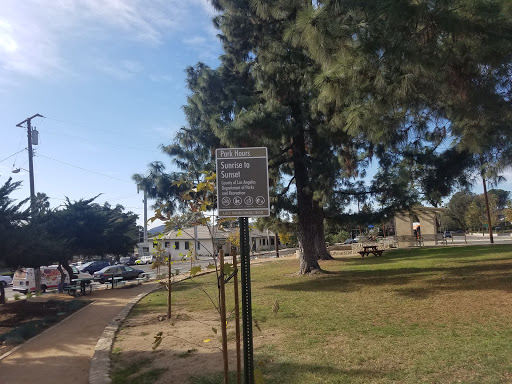 Park Hours
Sunrise to
Sunset
County of Los Angeles
Department of Parks
and Recreation